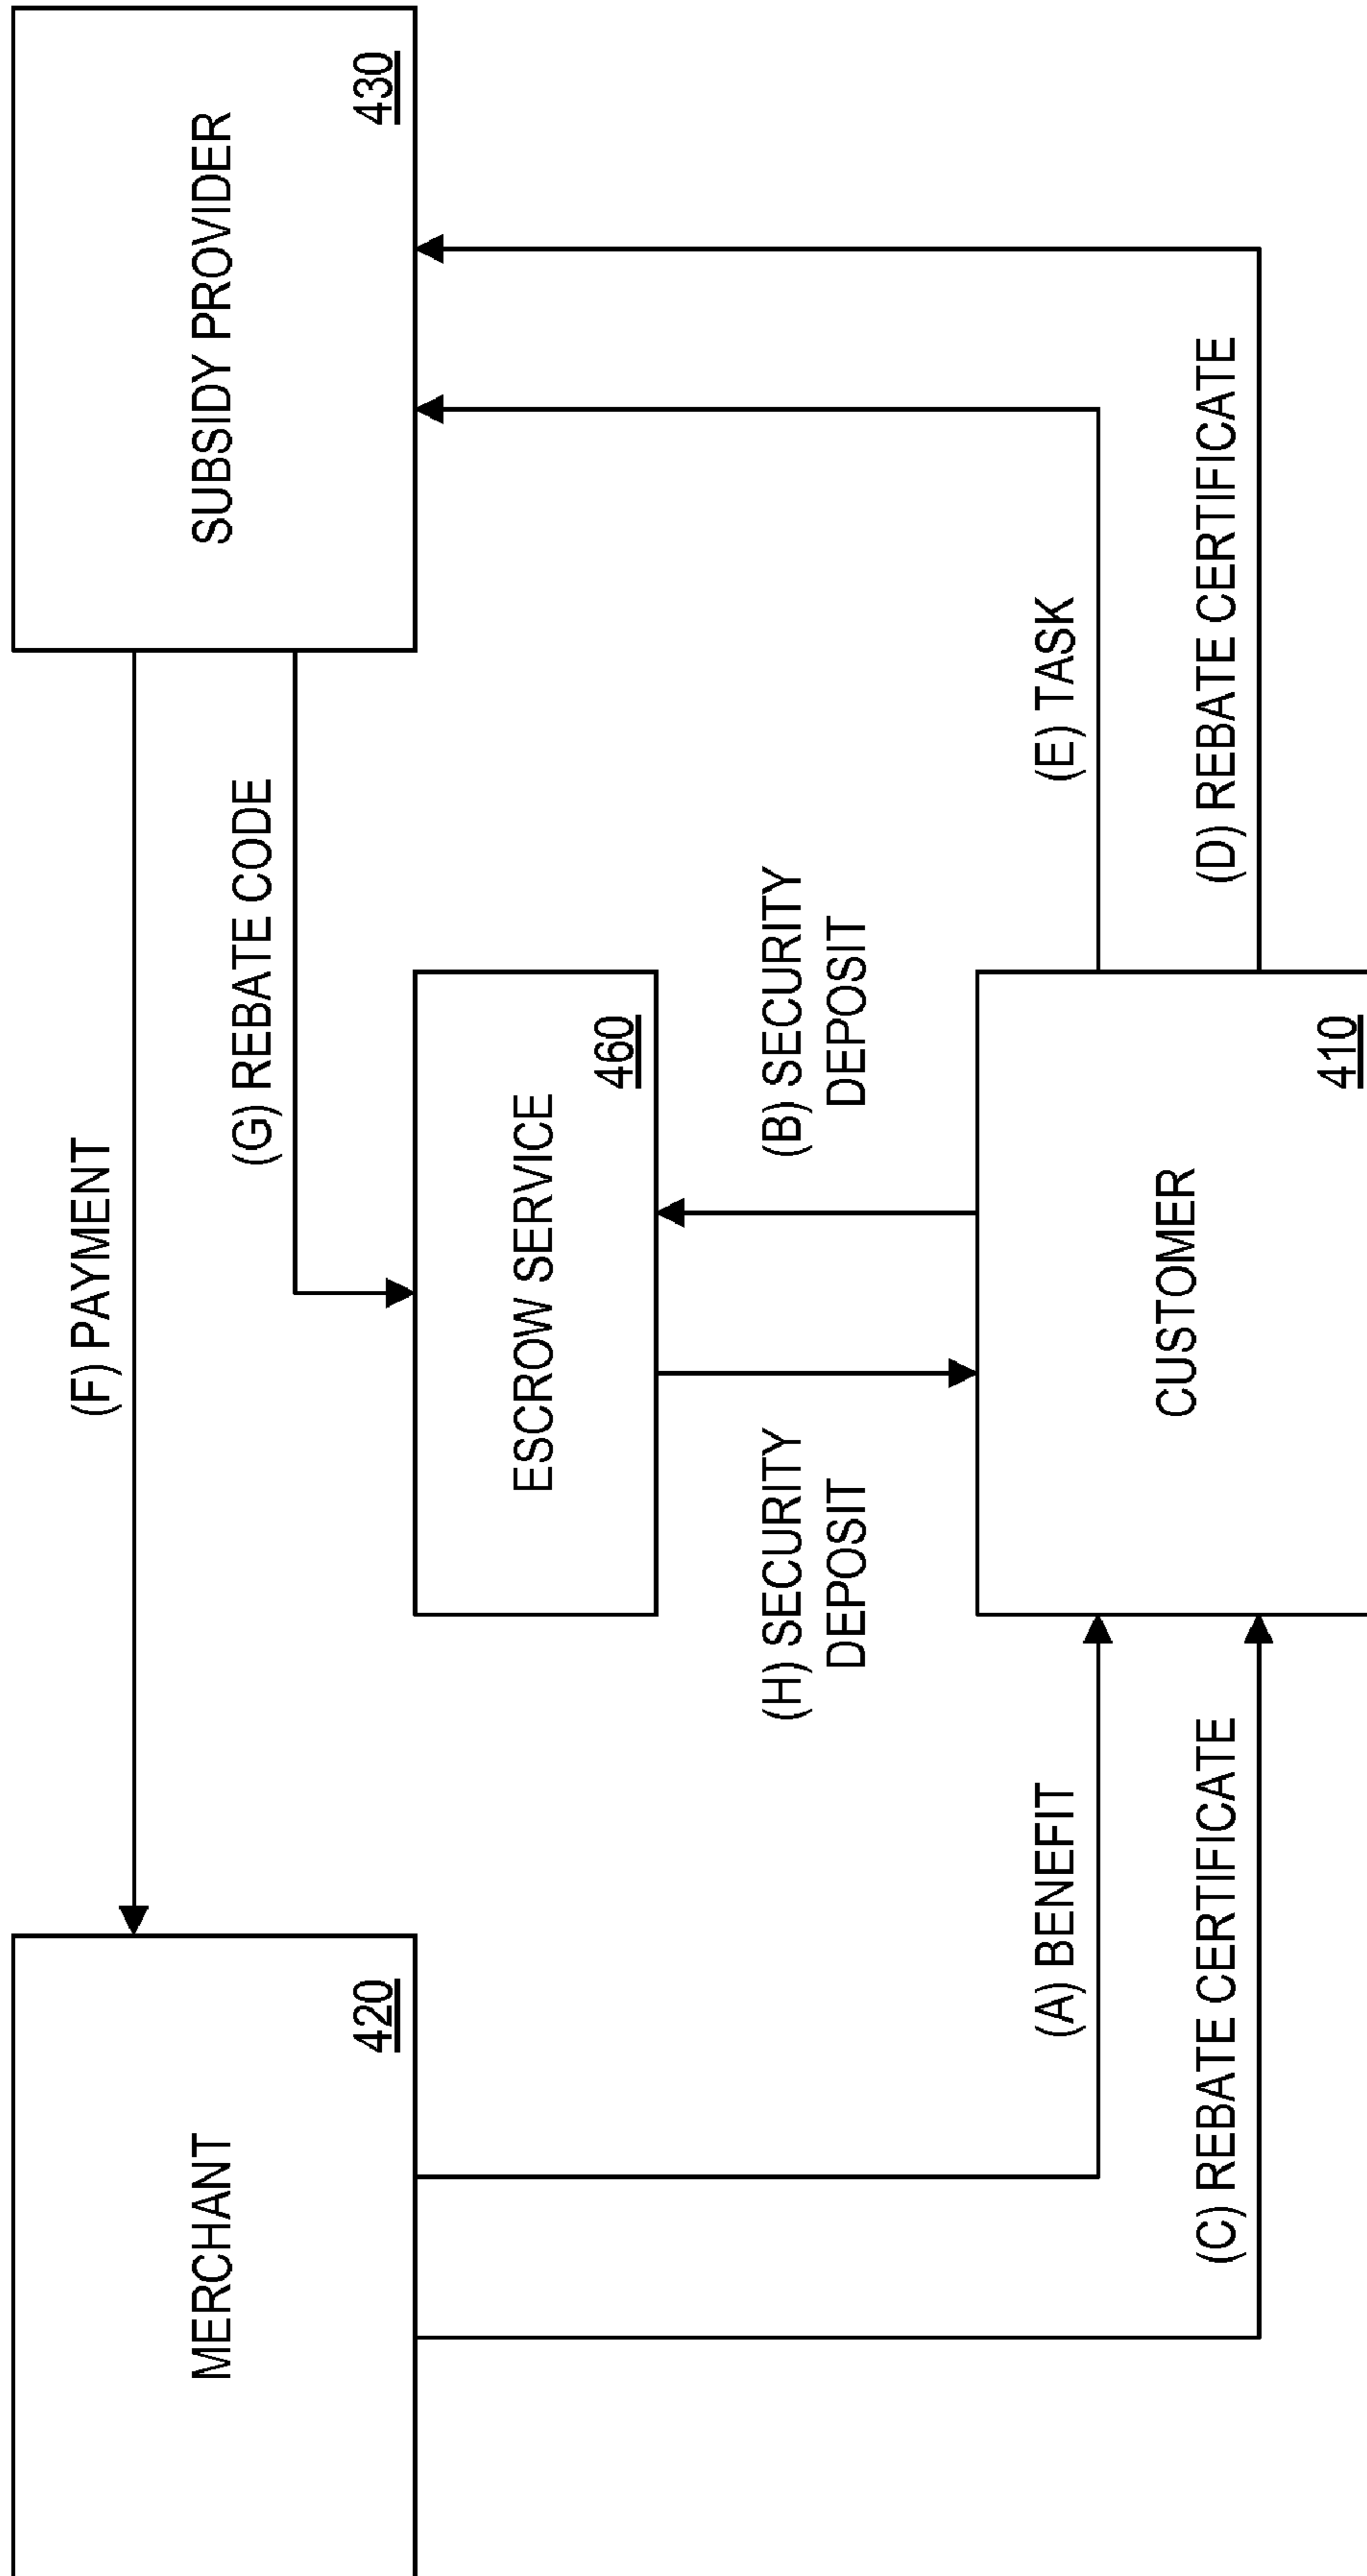 (F) PAYMENT
MERCHANT
420
SUBSIDY PROVIDER
430
(G) REBATE CODE
ESCROW SERVICE
460
(H) SECURITY
DEPOSIT
(B) SECURITY
DEPOSIT
(A) BENEFIT
(E) TASK
(C) REBATE CERTIFICATE
CUSTOMER
410
(D) REBATE CERTIFICATE